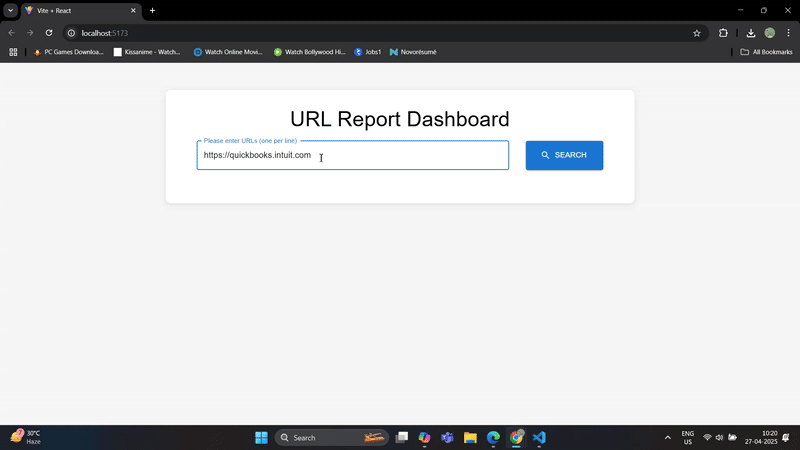 Vite + React
localhost:5173
PC Games Downloa...
Kissanime - Watch...
Watch Online Movi...
Watch Bollywood Hi...
Jobs1
Novorésumé
All Bookmarks
URL Report Dashboard
Please enter URLs (one per line)
https://quickbooks.intuit.com
SEARCH
30°C
Haze
Search
ENG
US
10:20
27-04-2025